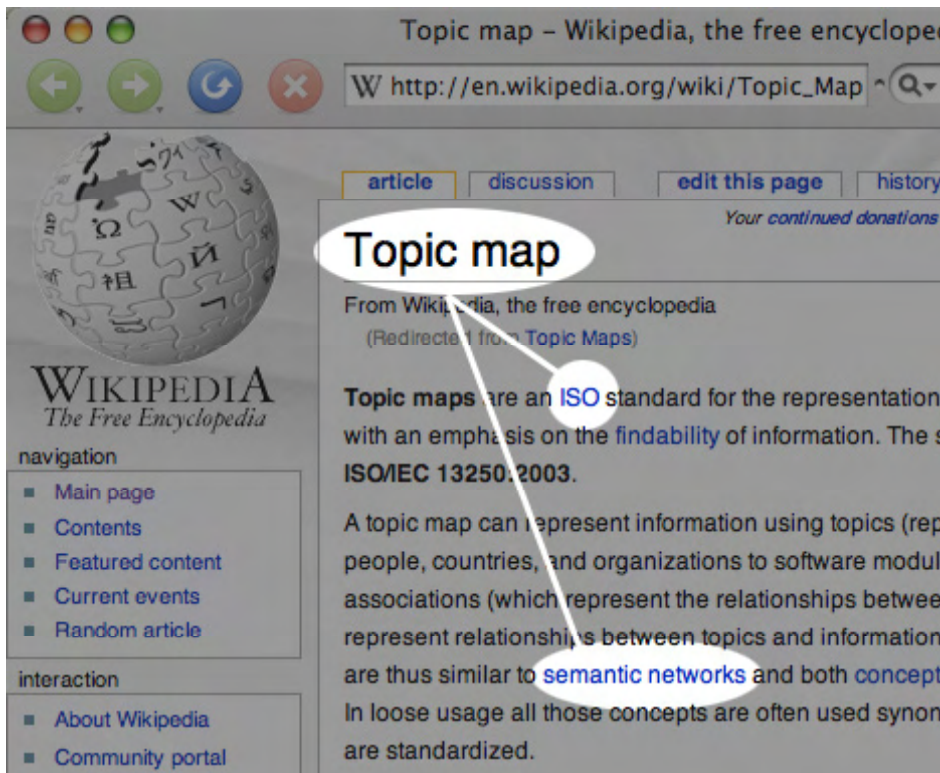 Topic map – Wikipedia, the free encyclope
W http://en.wikipedia.org/wiki/Topic_Map
article discussion edit this page history
Your continued donations
Topic map
From Wikipedia, the free encyclopedia
(Redirected from Topic Maps)
Topic maps are an ISO standard for the representation
with an emphasis on the findability of information. The s
ISO/IEC 13250:2003.
A topic map can represent information using topics (rep
people, countries, and organizations to software modul
associations (which represent the relationships betwee
represent relationships between topics and information
are thus similar to semantic networks and both concept
In loose usage all those concepts are often used synon
are standardized.
Ω W И 祖
WIKIPEDIA
The Free Encyclopedia
navigation
Main page
Contents
Featured content
Current events
Random article
interaction
About Wikipedia
Community portal